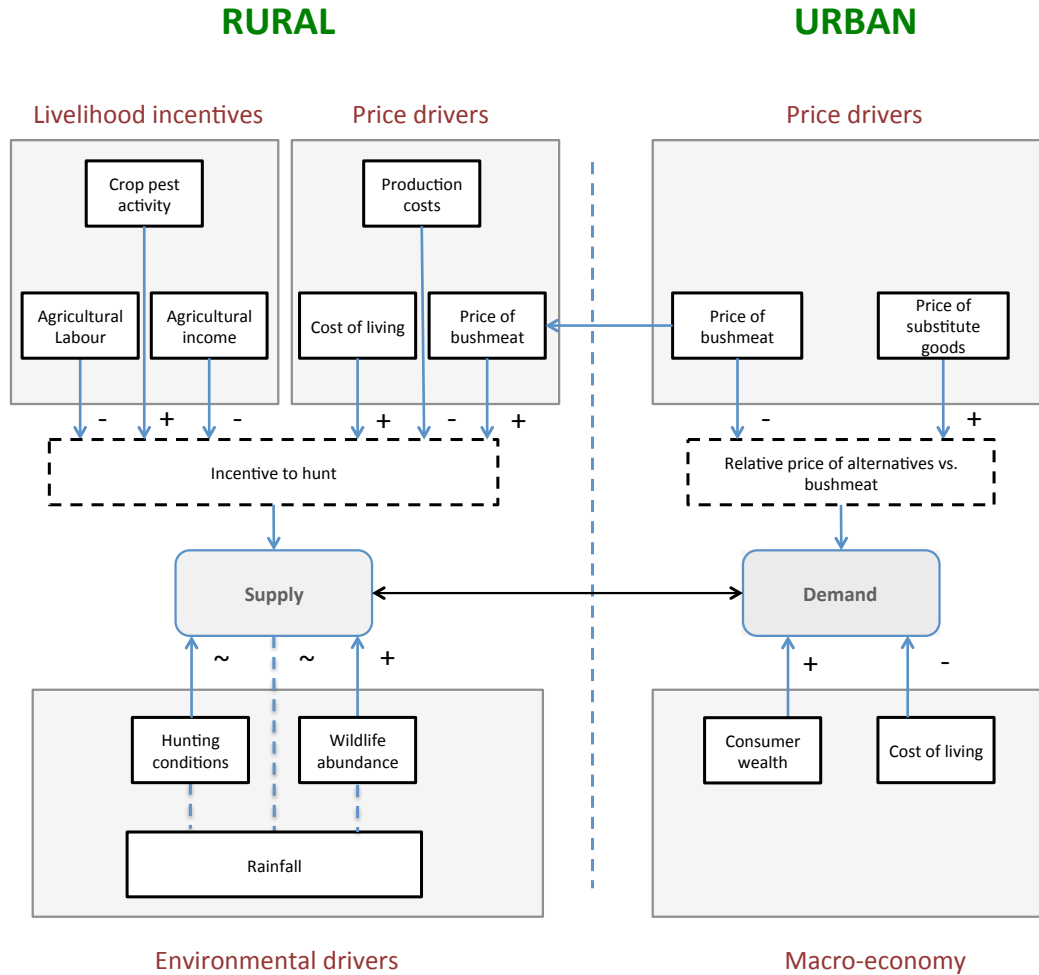 RURAL
URBAN
Livelihood incentives
Price drivers
Price drivers
Crop pest
activity
Production
costs
Agricultural
Labour
Agricultural
income
Cost of living
Price of
bushmeat
Price of
bushmeat
Price of
substitute
goods
-
+
-
+
-
+
-
+
Incentive to hunt
Relative price of alternatives vs.
bushmeat
Supply
Demand
~
~
+
+
-
Hunting
conditions
Wildlife
abundance
Consumer
wealth
Cost of living
Rainfall
Environmental drivers
Macro-economy